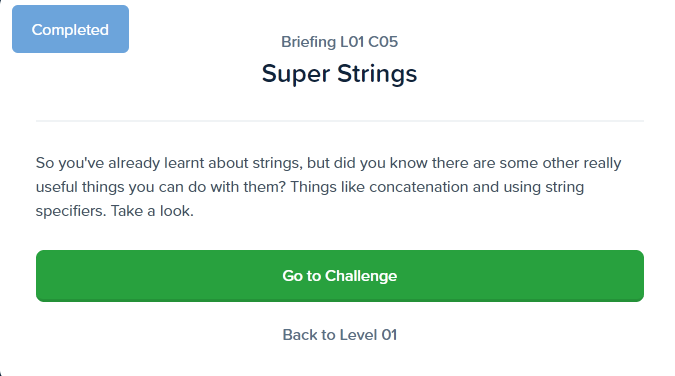 Completed
Briefing L01 C05
Super Strings
So you've already learnt about strings, but did you know there are some other really
useful things you can do with them? Things like concatenation and using string
specifiers. Take a look.
Go to Challenge
Back to Level 01